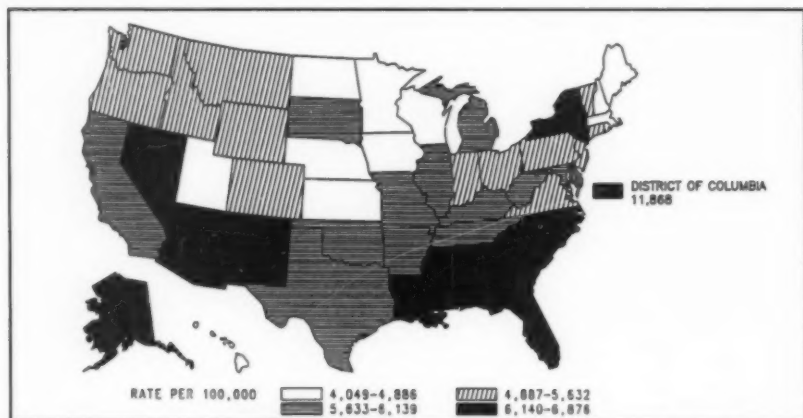 DISTRICT OF COLUMBIA
11,868
RATE PER 100,000
4,049-4,886
4,887-5,632
5,633-6,139
6,140-6,876